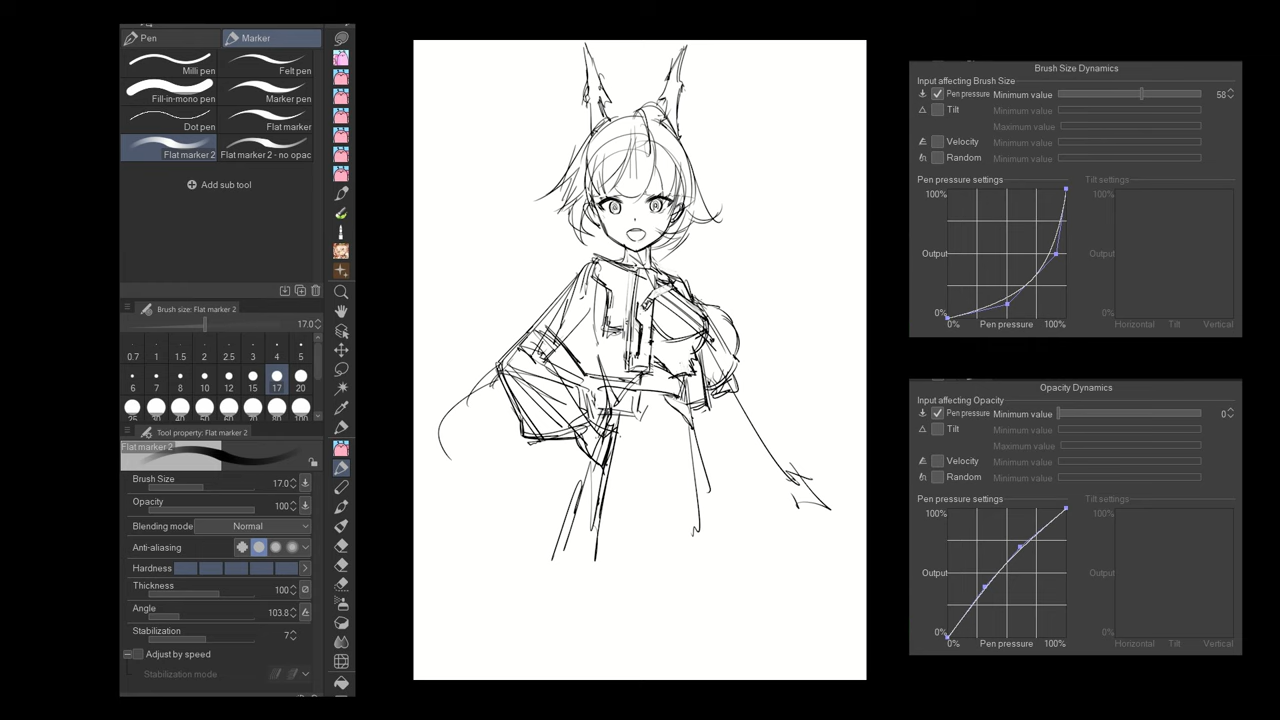 Pen Marker
Milli pen Felt pen
Fill-in-mono pen Marker pen
Dot pen Flat marker
Flat marker 2 Flat marker 2 - no opac
Add sub tool
Brush size: Flat marker 2
17.0
0.7 1 1.5 2 2.5 3 4 5
6 7 8 10 12 15 17 20
25 30 40 50 60 70 80 100
Tool property: Flat marker 2
Flat marker 2
Brush Size 17.0
Opacity 100
Blending mode Normal
Anti-aliasing
Hardness
Thickness 100
Angle 103.8
Stabilization 7
Adjust by speed
Stabilization mode
Brush Size Dynamics
Input affecting Brush Size
Pen pressure Minimum value 58
Tilt Minimum value
Maximum value
Velocity Minimum value
Random Minimum value
Pen pressure settings Tilt settings
100% 100%
Output Output
0% 0%
0% Pen pressure 100% Horizontal Tilt Vertical
Opacity Dynamics
Input affecting Opacity
Pen pressure Minimum value 0
Tilt Minimum value
Maximum value
Velocity Minimum value
Random Minimum value
Pen pressure settings Tilt settings
100% 100%
Output Output
0% 0%
0% Pen pressure 100% Horizontal Tilt Vertical